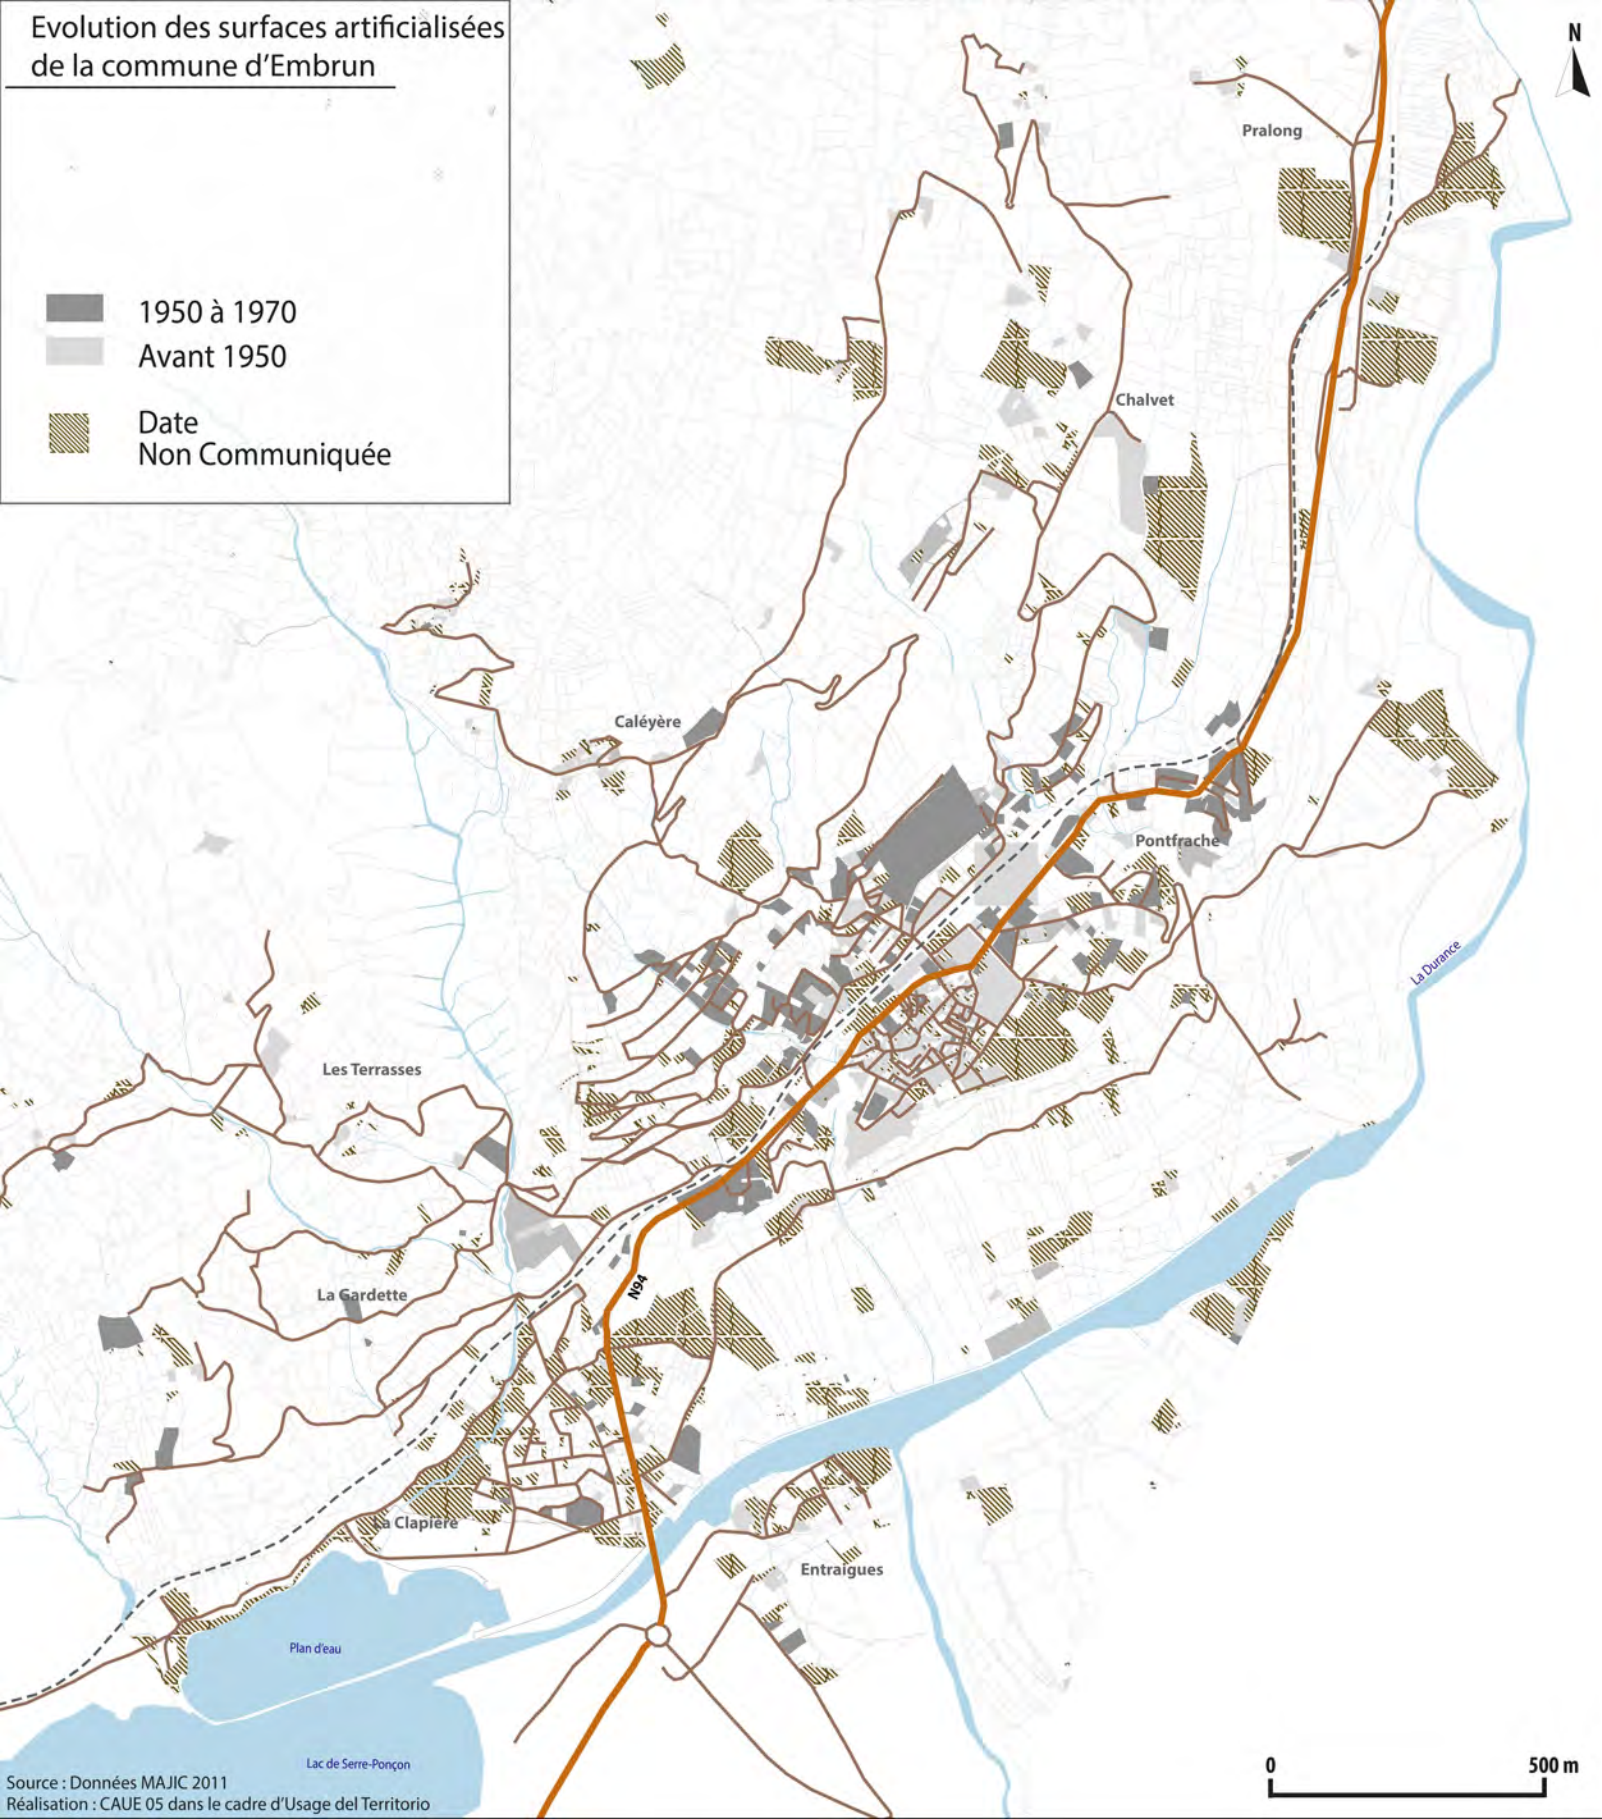 Evolution des surfaces artificialisées
de la commune d'Embrun
1950 à 1970
Avant 1950
Date
Non Communiquée
N
Pralong
Chalvet
Caléyère
Pontfrache
La Durance
Les Terrasses
La Gardette
N94
La Clapière
Entraigues
Plan d'eau
Lac de Serre-Ponçon
0 500 m
Source : Données MAJIC 2011
Réalisation : CAUE 05 dans le cadre d'Usage del Territorio